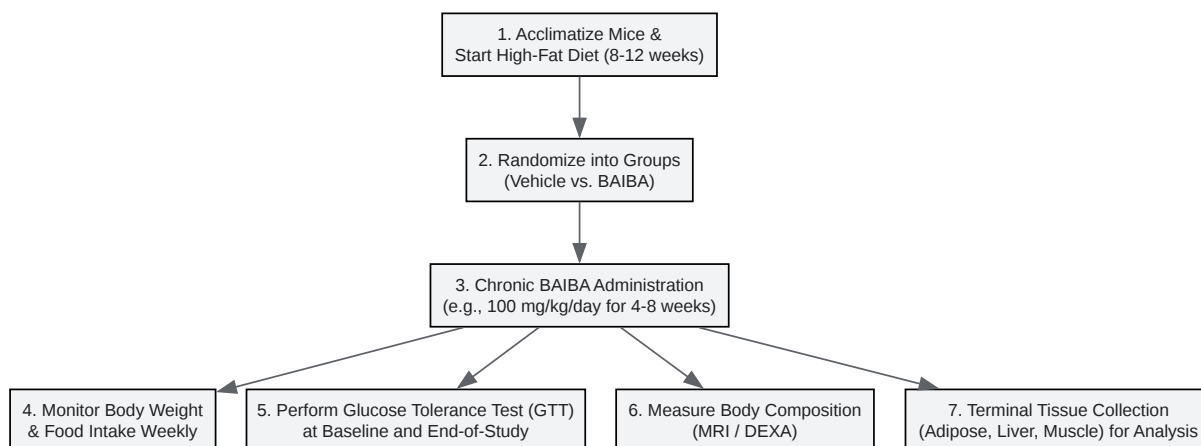 1. Acclimatize Mice &
Start High-Fat Diet (8-12 weeks)
2. Randomize into Groups
(Vehicle vs. BAIBA)
3. Chronic BAIBA Administration
(e.g., 100 mg/kg/day for 4-8 weeks)
4. Monitor Body Weight
& Food Intake Weekly
5. Perform Glucose Tolerance Test (GTT)
at Baseline and End-of-Study
6. Measure Body Composition
(MRI / DEXA)
7. Terminal Tissue Collection
(Adipose, Liver, Muscle) for Analysis